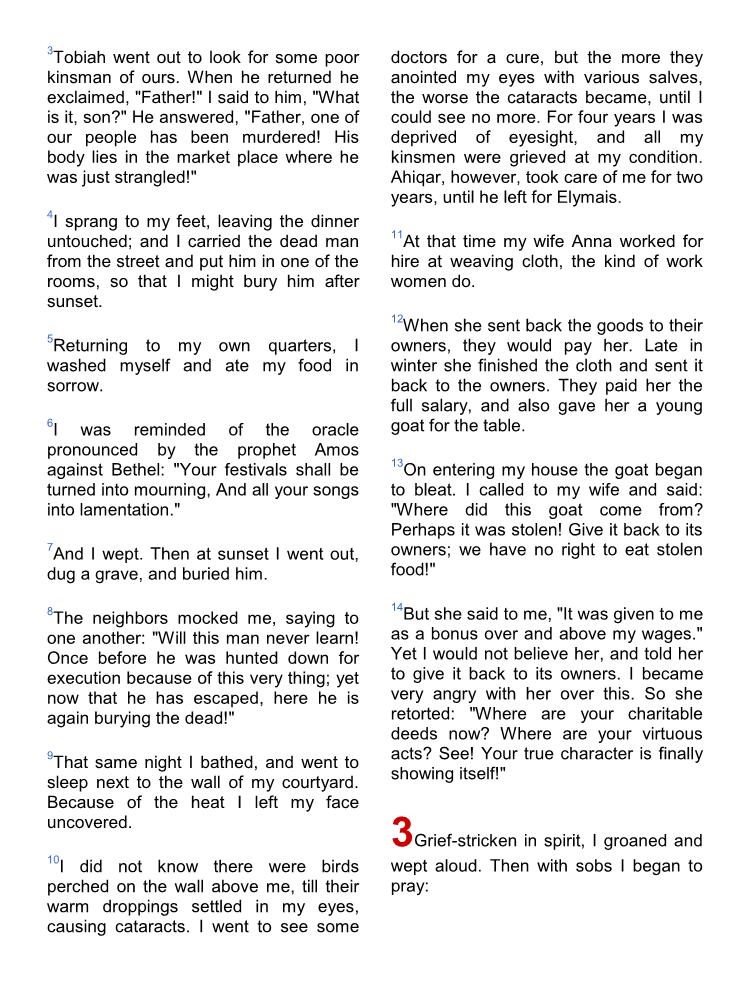 3Tobiah went out to look for some poor
kinsman of ours. When he returned he
exclaimed, "Father!" I said to him, "What
is it, son?" He answered, "Father, one of
our people has been murdered! His
body lies in the market place where he
was just strangled!"
4I sprang to my feet, leaving the dinner
untouched; and I carried the dead man
from the street and put him in one of the
rooms, so that I might bury him after
sunset.
5Returning to my own quarters, I
washed myself and ate my food in
sorrow.
6I was reminded of the oracle
pronounced by the prophet Amos
against Bethel: "Your festivals shall be
turned into mourning, And all your songs
into lamentation."
7And I wept. Then at sunset I went out,
dug a grave, and buried him.
8The neighbors mocked me, saying to
one another: "Will this man never learn!
Once before he was hunted down for
execution because of this very thing; yet
now that he has escaped, here he is
again burying the dead!"
9That same night I bathed, and went to
sleep next to the wall of my courtyard.
Because of the heat I left my face
uncovered.
10I did not know there were birds
perched on the wall above me, till their
warm droppings settled in my eyes,
causing cataracts. I went to see some
doctors for a cure, but the more they
anointed my eyes with various salves,
the worse the cataracts became, until I
could see no more. For four years I was
deprived of eyesight, and all my
kinsmen were grieved at my condition.
Ahiqar, however, took care of me for two
years, until he left for Elymais.
11At that time my wife Anna worked for
hire at weaving cloth, the kind of work
women do.
12When she sent back the goods to their
owners, they would pay her. Late in
winter she finished the cloth and sent it
back to the owners. They paid her the
full salary, and also gave her a young
goat for the table.
13On entering my house the goat began
to bleat. I called to my wife and said:
"Where did this goat come from?
Perhaps it was stolen! Give it back to its
owners; we have no right to eat stolen
food!"
14But she said to me, "It was given to me
as a bonus over and above my wages."
Yet I would not believe her, and told her
to give it back to its owners. I became
very angry with her over this. So she
retorted: "Where are your charitable
deeds now? Where are your virtuous
acts? See! Your true character is finally
showing itself!"
3Grief-stricken in spirit, I groaned and
wept aloud. Then with sobs I began to
pray: